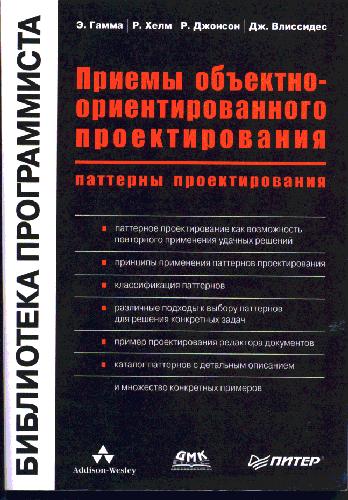 Э. Гамма Р. Хелм Р. Джонсон Дж. Влиссидес
БИБЛИОТЕКА ПРОГРАММИСТА
Приемы объектно-
ориентированного
проектирования
паттерны проектирования
паттерное проектирование как возможность
повторного применения удачных решений
принципы применения паттернов проектирования
классификация паттернов
различные подходы к выбору паттернов
для решения конкретных задач
пример проектирования редактора документов
каталог паттернов с детальным описанием
и множество конкретных примеров
Addison-Wesley
ДМК
ПИТЕР